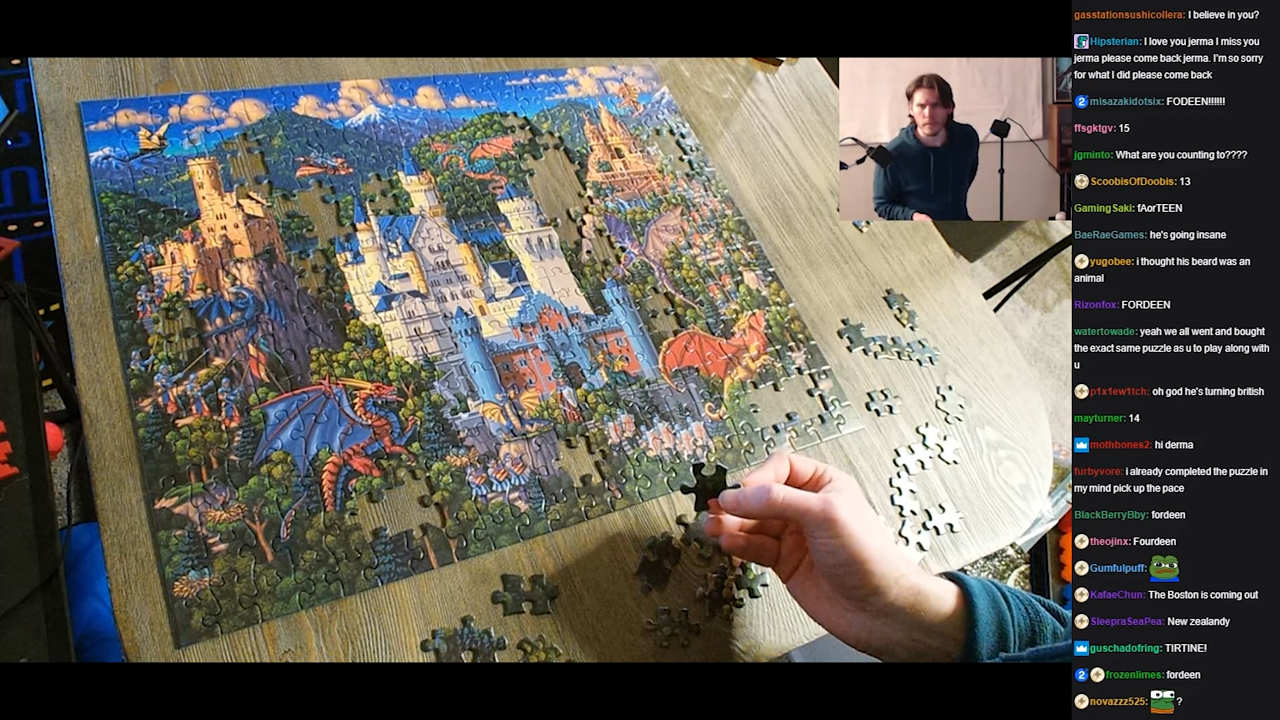 gasstationsushicollera: I believe in you?
Hipsterian: I love you jerma I miss you
jerma please come back jerma. I'm so sorry
for what I did please come back
misazakidotsix: FODEEN!!!!!!
ffsgktgv: 15
jgminto: What are you counting to????
ScoobisOfDoobis: 13
GamingSaki: fAorTEEN
BaeRaeGames: he's going insane
yugobee: i thought his beard was an
animal
Rizonfox: FORDEEN
watertowade: yeah we all went and bought
the exact same puzzle as u to play along with
u
p1x1ew1tch: oh god he's turning british
mayturner: 14
mothbones2: hi derma
furbyvore: i already completed the puzzle in
my mind pick up the pace
BlackBerryBby: fordeen
theojinx: Fourdeen
Gumfulpuff:
KafaeChun: The Boston is coming out
SleepraSeaPea: New zealandy
guschadofring: TIRTINE!
2 frozenlimes: fordeen
novazzz525: ?